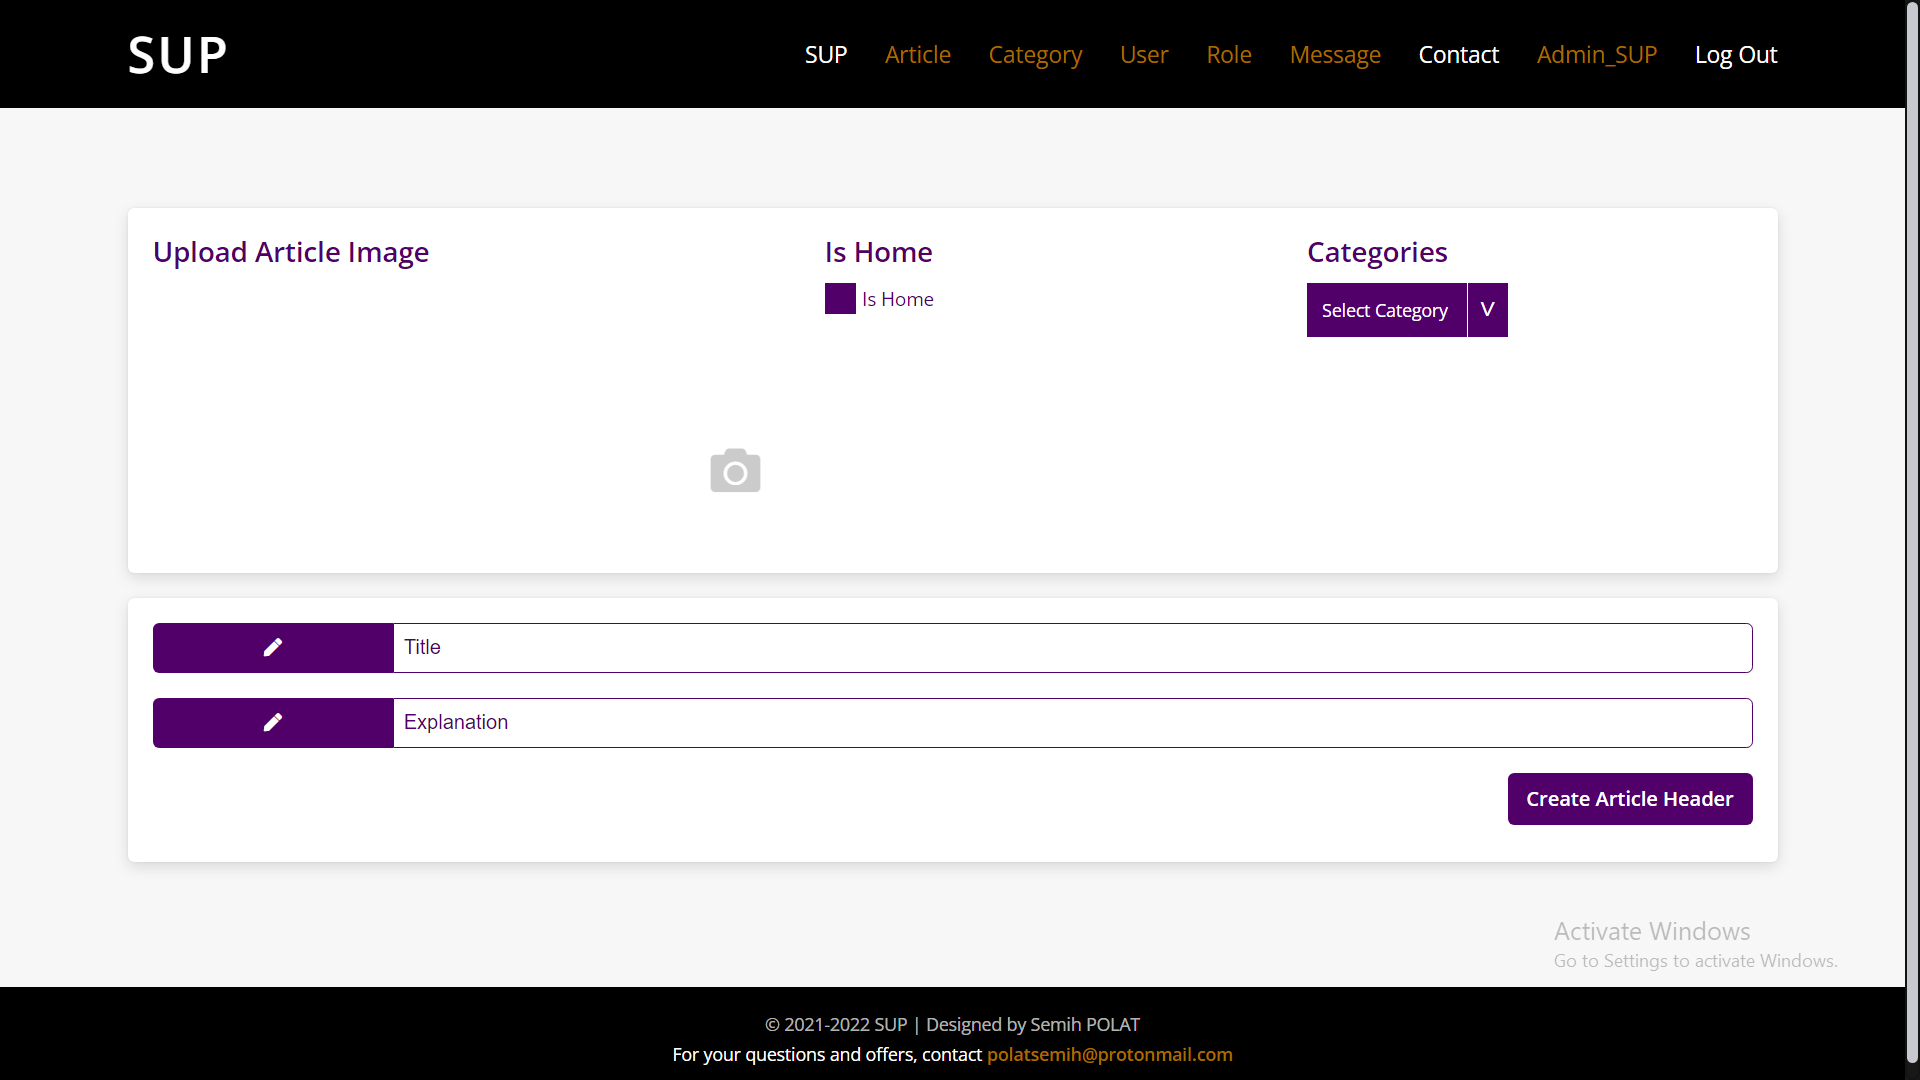 SUP
SUP Article Category User Role Message Contact Admin_SUP Log Out
Upload Article Image
Is Home
Is Home
Categories
Select Category V
Title
Explanation
Create Article Header
Activate Windows
Go to Settings to activate Windows.
© 2021-2022 SUP | Designed by Semih POLAT
For your questions and offers, contact polatsemih@protonmail.com